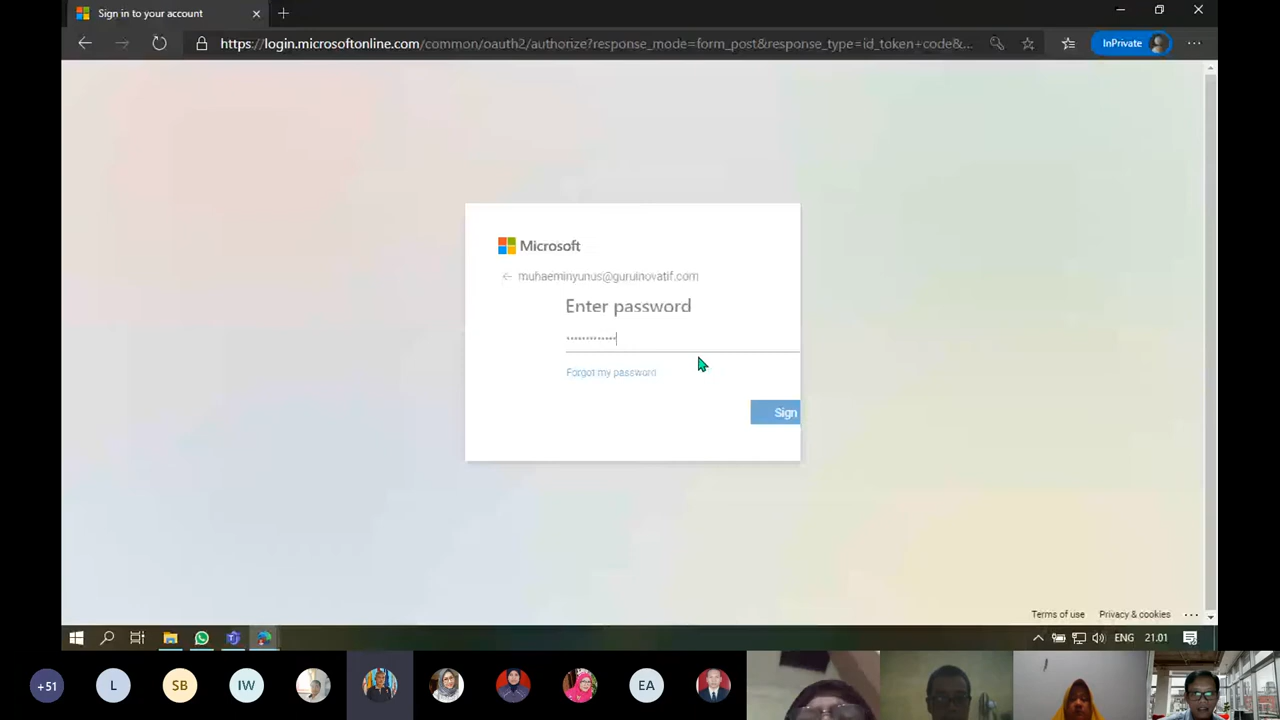 Sign in to your account
https://login.microsoftonline.com/common/oauth2/authorize?response_mode=form_post&response_type=id_token+code&...
InPrivate
Microsoft
muhaeminyunus@guruinovatif.com
Enter password
Forgot my password
Sign
Terms of use
Privacy & cookies
ENG
21.01
+51
L
SB
IW
EA